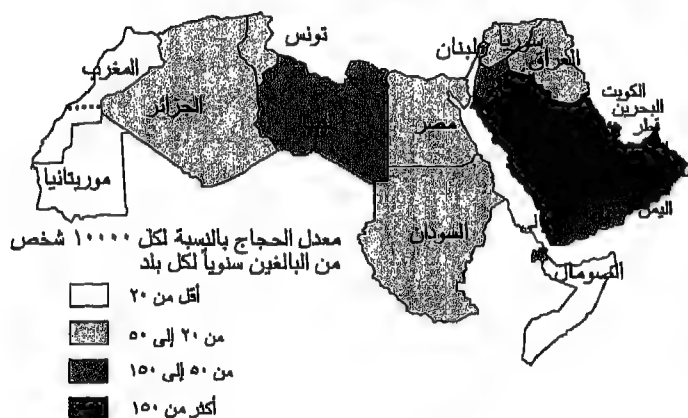 تونس
المغرب
لبنان
سوريا
العراق
الجزائر
الكويت
البحرين
قطر
مصر
موريتانيا
السودان
اليمن
الصومال
معدل الحجاج بالنسبة لكل ١٠٠٠٠ شخص
من البالغين سنوياً لكل بلد
أقل من ٢٠
من ٢٠ إلى ٥٠
من ٥٠ إلى ١٥٠
أكثر من ١٥٠